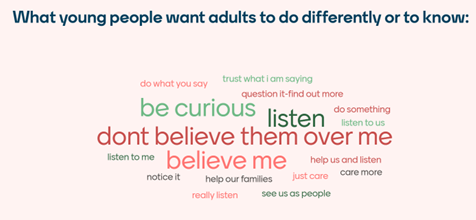 What young people want adults to do differently or to know:
do what you say
trust what i am saying
question it-find out more
be curious
listen
do something
listen to us
dont believe them over me
listen to me
believe me
help us and listen
notice it
help our families
just care
care more
really listen
see us as people